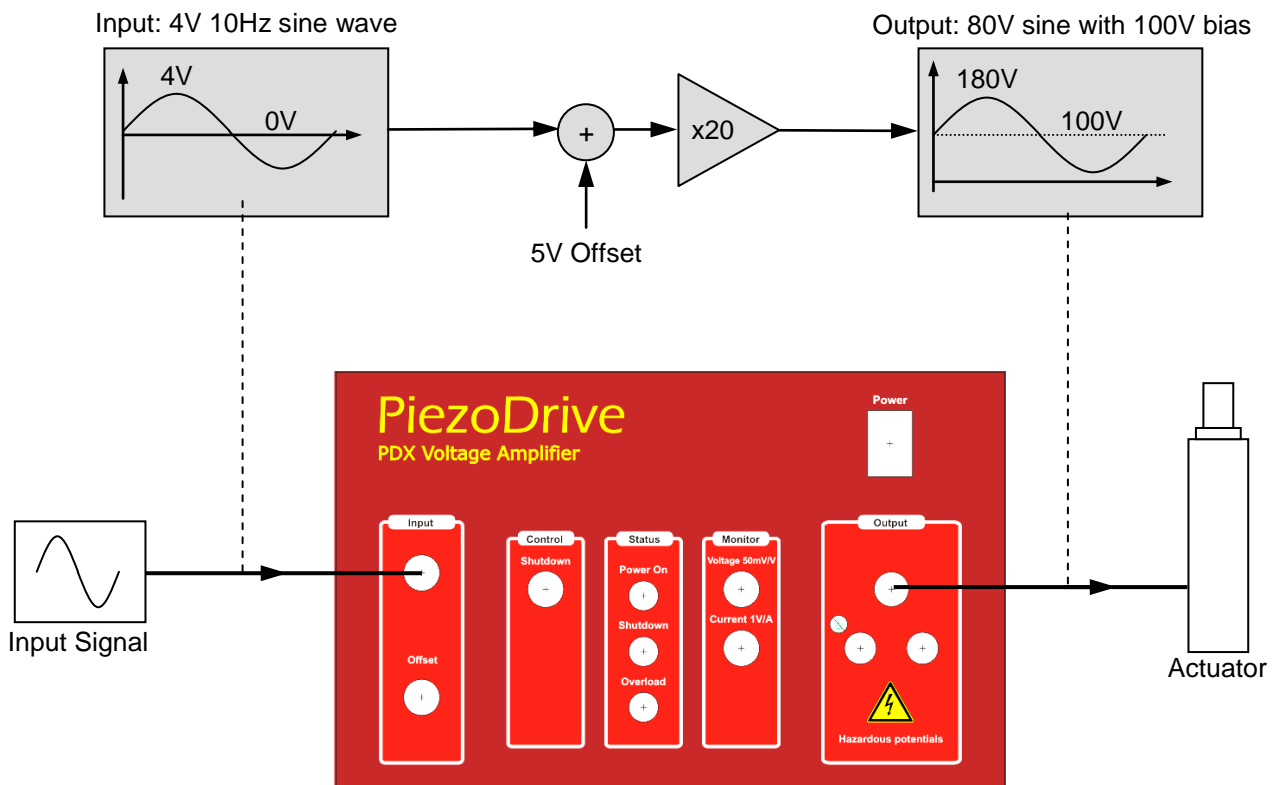 Input: 4V 10Hz sine wave
Output: 80V sine with 100V bias
4V
0V
+
x20
180V
100V
5V Offset
PiezoDrive
PDX Voltage Amplifier
Power
Input
Control
Status
Monitor
Output
Shutdown
Power On
Voltage 50mV/V
Shutdown
Current 1V/A
Offset
Overload
Hazardous potentials
Input Signal
Actuator